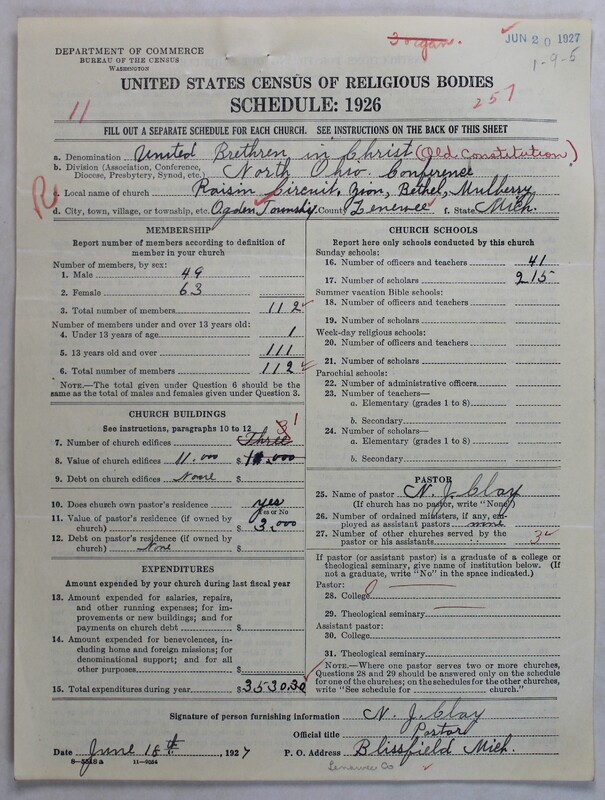 3 organ.
JUN 20 1927
1-9-5
DEPARTMENT OF COMMERCE
BUREAU OF THE CENSUS
WASHINGTON
UNITED STATES CENSUS OF RELIGIOUS BODIES
SCHEDULE: 1926
11
257
FILL OUT A SEPARATE SCHEDULE FOR EACH CHURCH. SEE INSTRUCTIONS ON THE BACK OF THIS SHEET
a. Denomination United Brethren in Christ (Old Constitution)
b. Division (Association, Conference, Diocese, Presbytery, Synod, etc.) North Ohio Conference
c. Local name of church Raisin Circuit, Zion, Bethel, Mulberry
d. City, town, village, or township, etc. Ogden Township County Lenawee f. State Mich.
MEMBERSHIP
Report number of members according to definition of
member in your church
Number of members, by sex:
1. Male 49
2. Female 63
3. Total number of members 112
Number of members under and over 13 years old:
4. Under 13 years of age 1
5. 13 years old and over 111
6. Total number of members 112
NOTE.—The total given under Question 6 should be
same as the total of males and females given under Question 3.
CHURCH BUILDINGS
See instructions, paragraphs 10 to 12
7. Number of church edifices Three 3 1
8. Value of church edifices 11.000 $
9. Debt on church edifices None $
10. Does church own pastor's residence? yes
Yes or No
11. Value of pastor's residence (if owned by
church) $ 3.000
12. Debt on pastor's residence (if owned by
church) None $
EXPENDITURES
Amount expended by your church during last fiscal year
13. Amount expended for salaries, repairs,
and other running expenses; for im-
provements or new buildings; and for
payments on church debt $
14. Amount expended for benevolences, in-
cluding home and foreign missions; for
denominational support; and for all
other purposes $
15. Total expenditures during year $3530.30
CHURCH SCHOOLS
Report here only schools conducted by this church
Sunday schools:
16. Number of officers and teachers 41
17. Number of scholars 215
Summer vacation Bible schools:
18. Number of officers and teachers
19. Number of scholars
Week-day religious schools:
20. Number of officers and teachers
21. Number of scholars
Parochial schools:
22. Number of administrative officers
23. Number of teachers—
a. Elementary (grades 1 to 8)
b. Secondary
24. Number of scholars—
a. Elementary (grades 1 to 8)
b. Secondary
PASTOR
25. Name of pastor N. J. Clay
(If church has no pastor, write "None")
26. Number of ordained ministers, if any, em-
ployed as assistant pastors none
27. Number of other churches served by the
pastor or his assistants 3
If pastor (or assistant pastor) is a graduate of a college or
theological seminary, give name of institution below. (If
not a graduate, write "No" in the space indicated.)
Pastor:
28. College
29. Theological seminary
Assistant pastor:
30. College
31. Theological seminary
NOTE.—Where one pastor serves two or more churches,
Questions 28 and 29 should be answered only on the schedule
for one of the churches; on the schedules for the other churches,
write "See schedule for church."
Signature of person furnishing information N. J. Clay
Official title Pastor
Date June 18th, 1927 P. O. Address Blissfield Mich.
8-5548a 11-9684
Lenawee Co